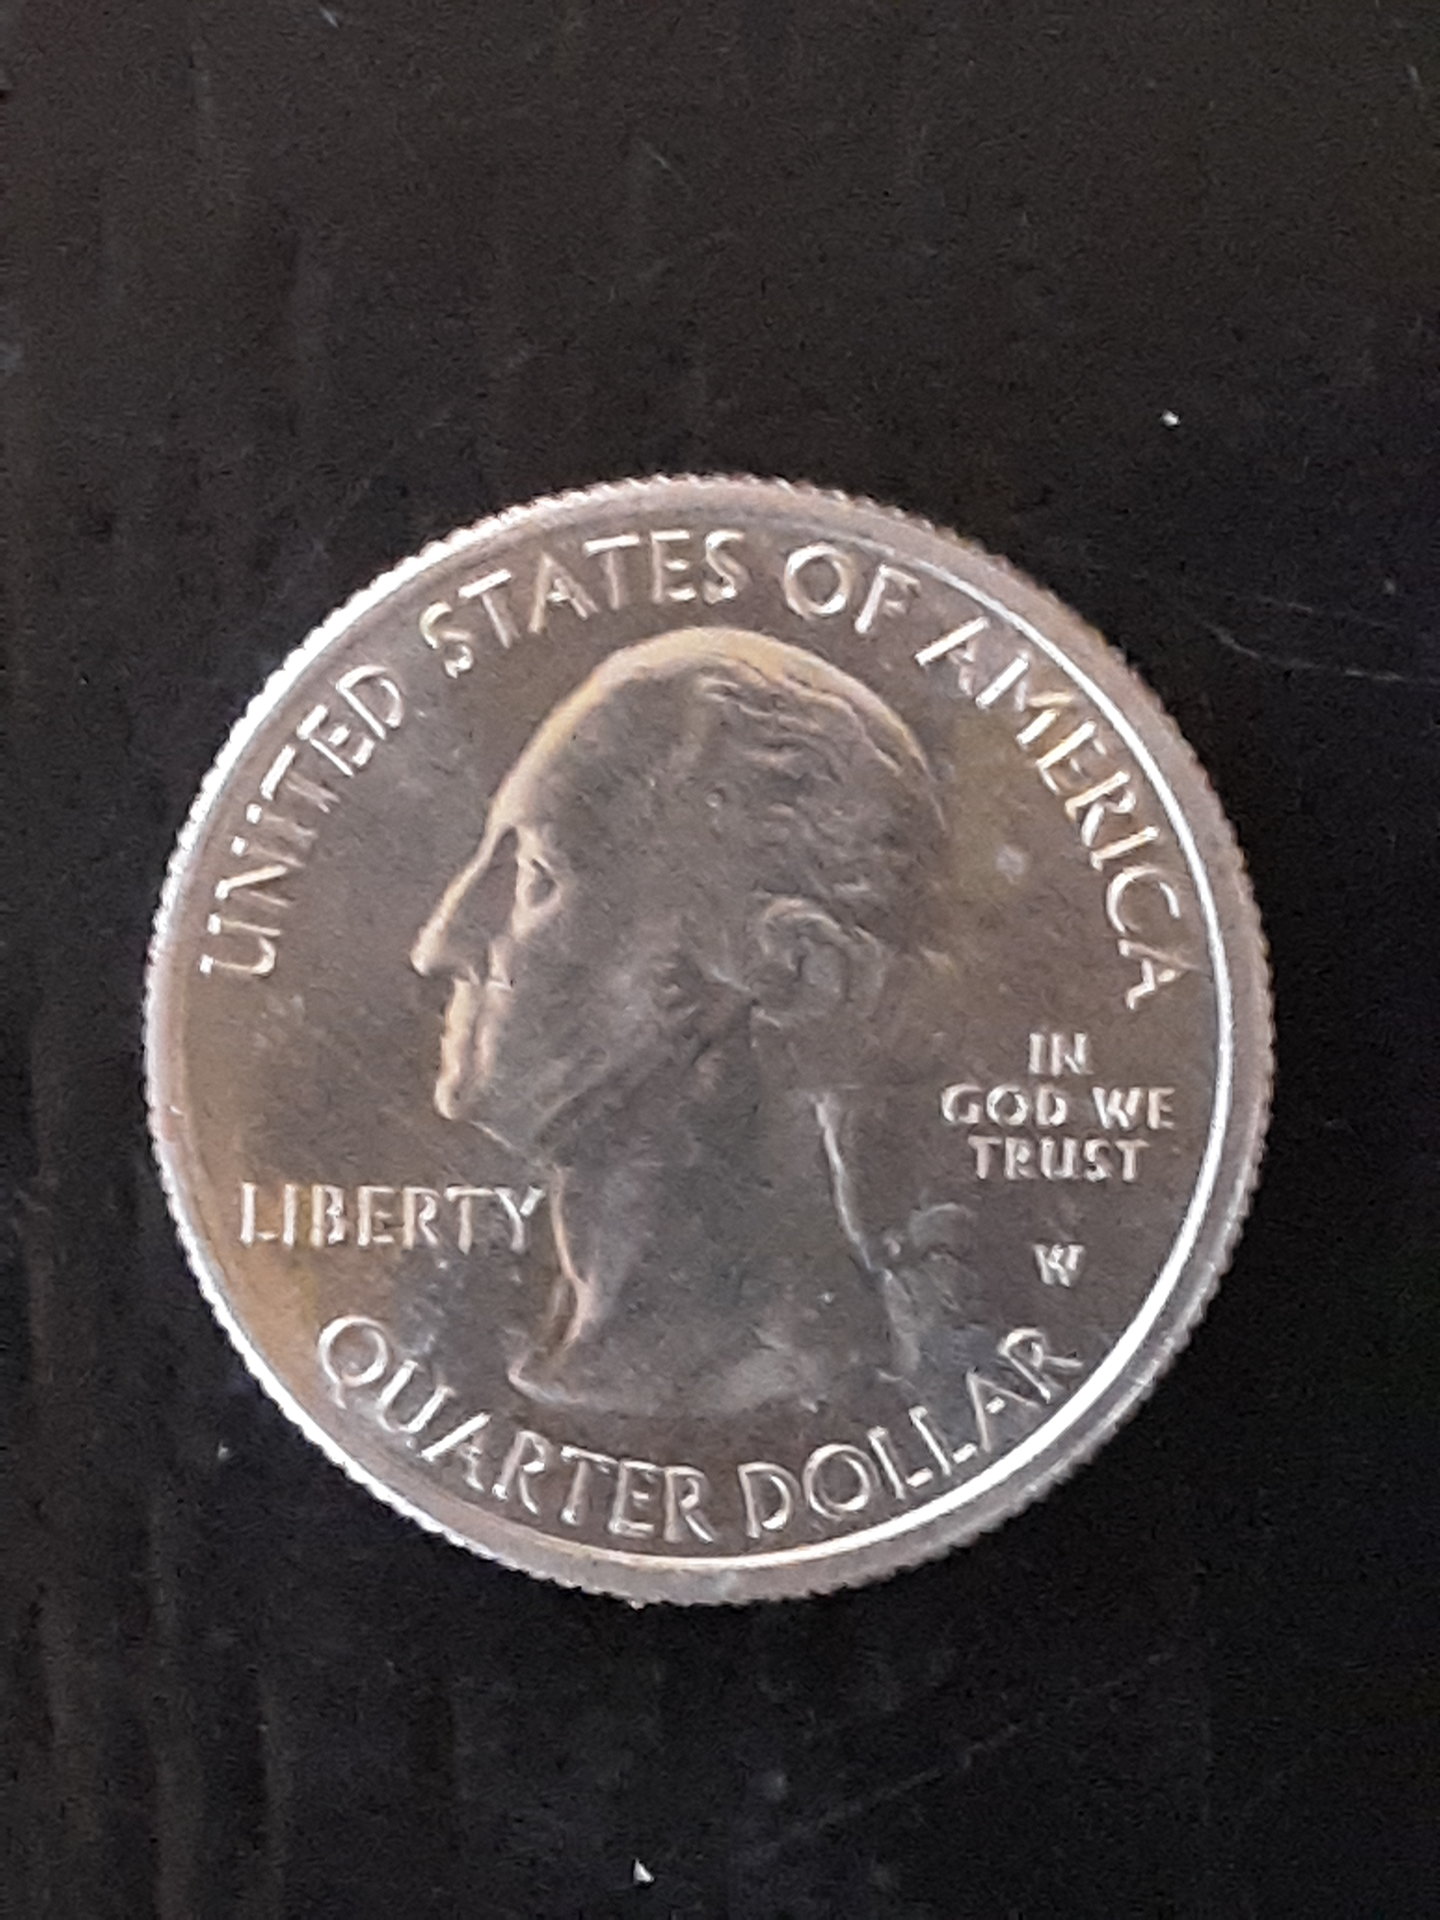 UNITED STATES OF AMERICA
IN
GOD WE
TRUST
LIBERTY
W
QUARTER DOLLAR